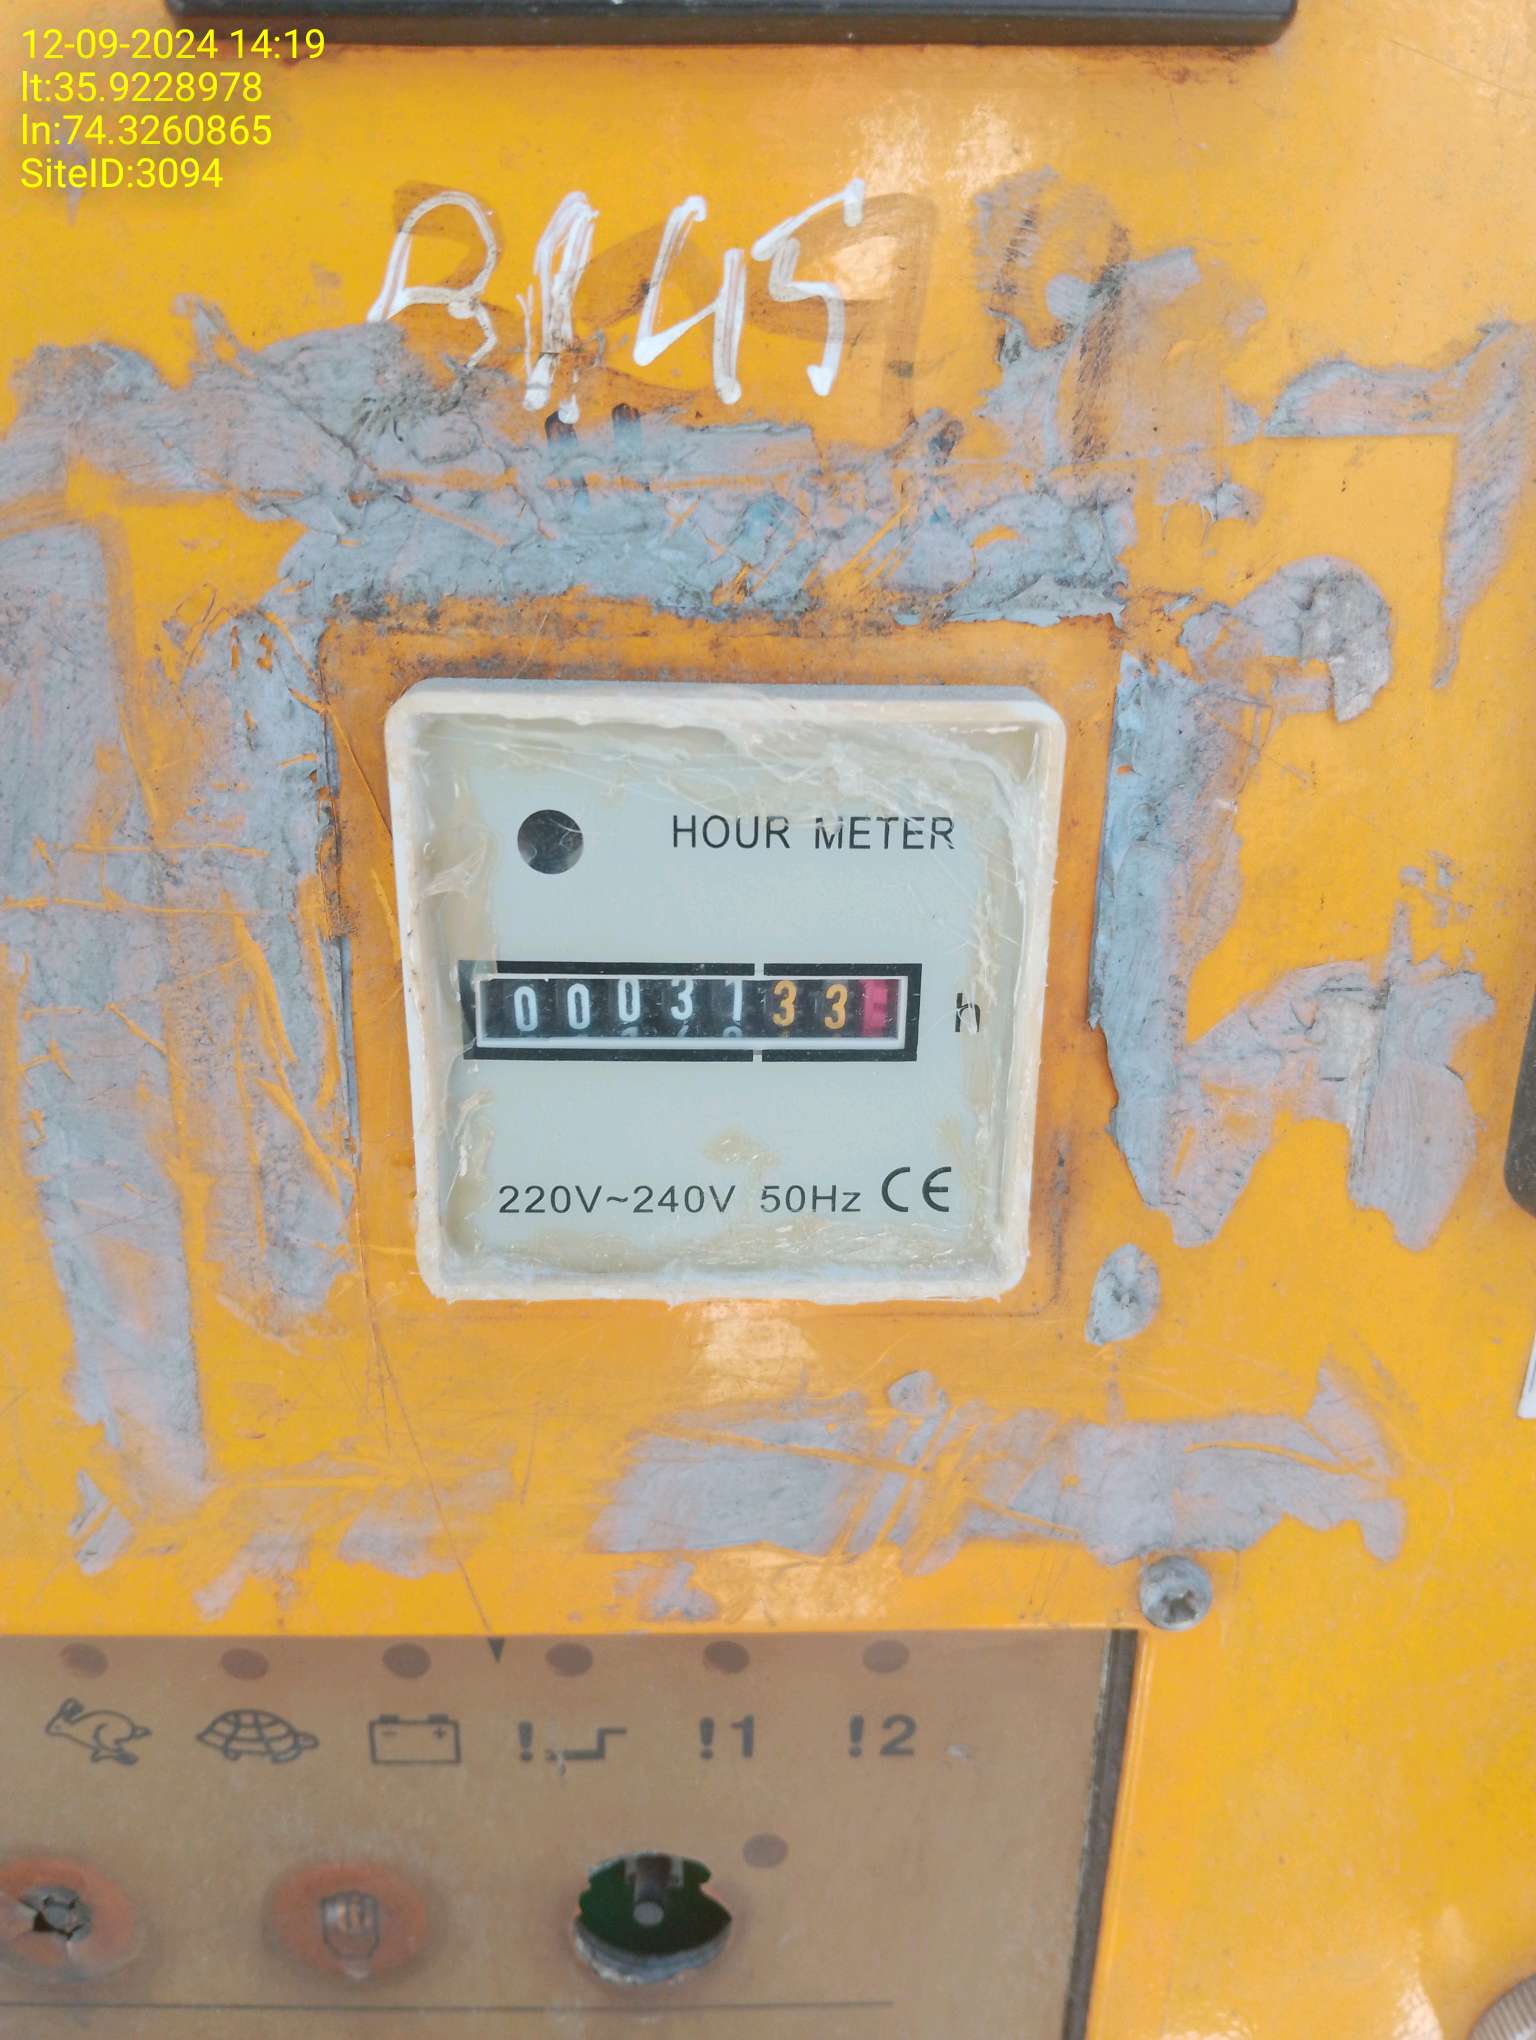 12-09-2024 14:19
lt:35.9228978
ln:74.3260865
SiteID:3094
HOUR METER
0003133
h
220V~240V 50Hz CE
!
!1
!2